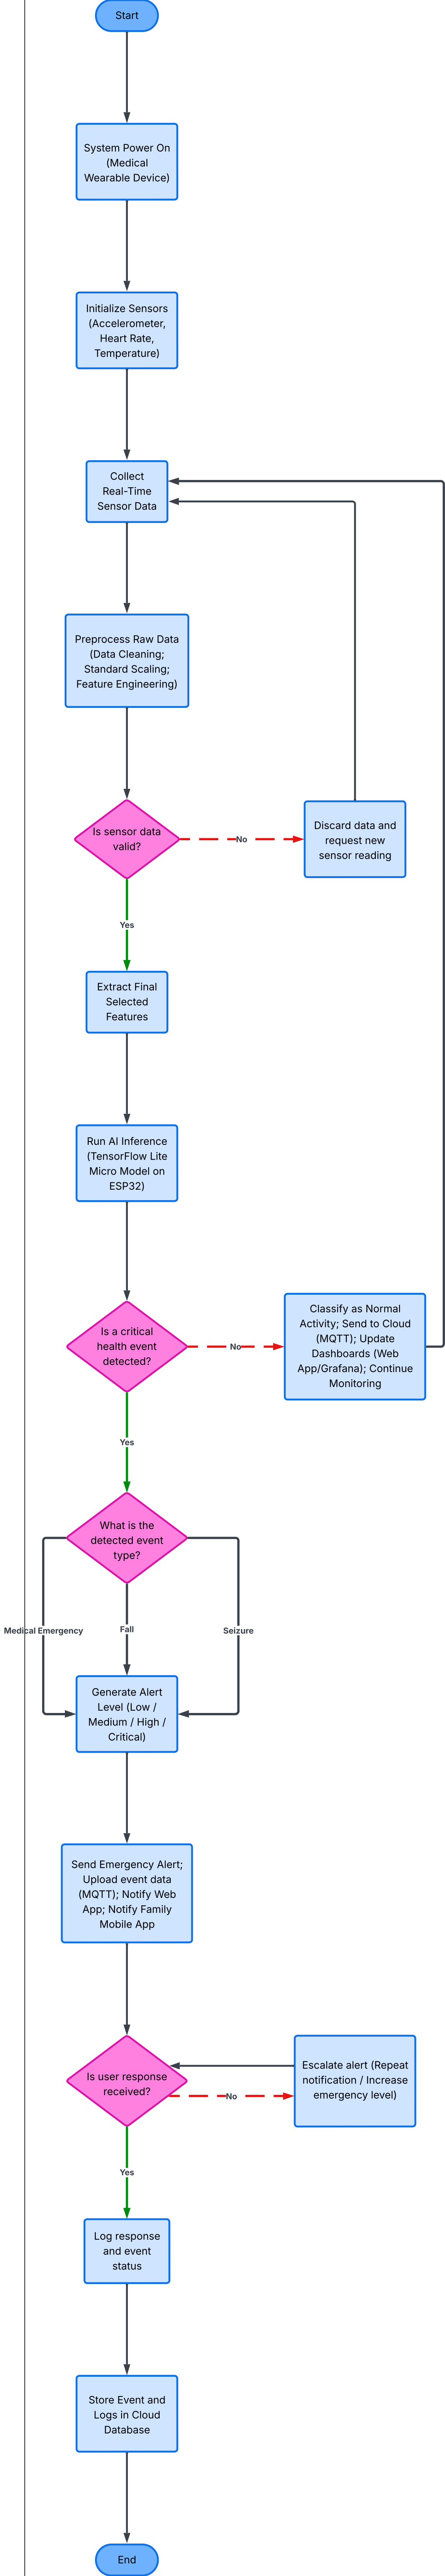 Start
System Power On
(Medical
Wearable Device)
Initialize Sensors
(Accelerometer,
Heart Rate,
Temperature)
Collect
Real-Time
Sensor Data
Preprocess Raw Data
(Data Cleaning;
Standard Scaling;
Feature Engineering)
Is sensor data
valid?
No
Discard data and
request new
sensor reading
Yes
Extract Final
Selected
Features
Run AI Inference
(TensorFlow Lite
Micro Model on
ESP32)
Is a critical
health event
detected?
No
Classify as Normal
Activity; Send to Cloud
(MQTT); Update
Dashboards (Web
App/Grafana); Continue
Monitoring
Yes
What is the
detected event
type?
Medical Emergency
Fall
Seizure
Generate Alert
Level (Low /
Medium / High /
Critical)
Send Emergency Alert;
Upload event data
(MQTT); Notify Web
App; Notify Family
Mobile App
Is user response
received?
No
Escalate alert (Repeat
notification / Increase
emergency level)
Yes
Log response
and event
status
Store Event and
Logs in Cloud
Database
End